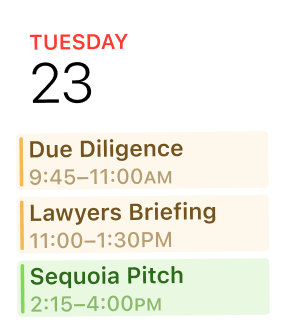 TUESDAY
23
Due Diligence
9:45–11:00AM
Lawyers Briefing
11:00–1:30PM
Sequoia Pitch
2:15–4:00PM